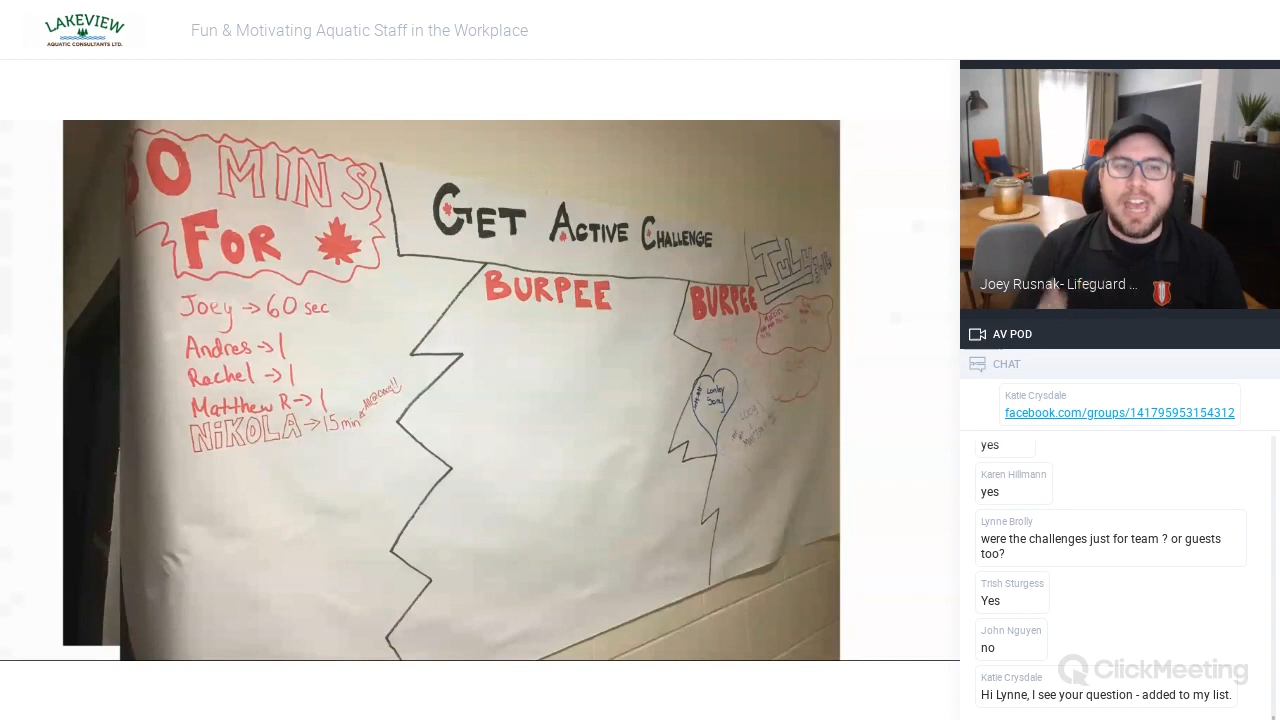 LAKEVIEW
AQUATIC CONSULTANTS LTD.
Fun & Motivating Aquatic Staff in the Workplace
0 MINS
FOR
Joey → 60 sec
Andres → 1
Rachel → 1
Matthew R → 1
NIKOLA → 15 min
GET ACTIVE CHALLENGE
BURPEE
BURPEE
JULY
Joey Rusnak- Lifeguard ...
AV POD
CHAT
Katie Crysdale
facebook.com/groups/141795953154312
yes
Karen Hillmann
yes
Lynne Brolly
were the challenges just for team ? or guests
too?
Trish Sturgess
Yes
John Nguyen
no
Katie Crysdale
Hi Lynne, I see your question - added to my list.
ClickMeeting